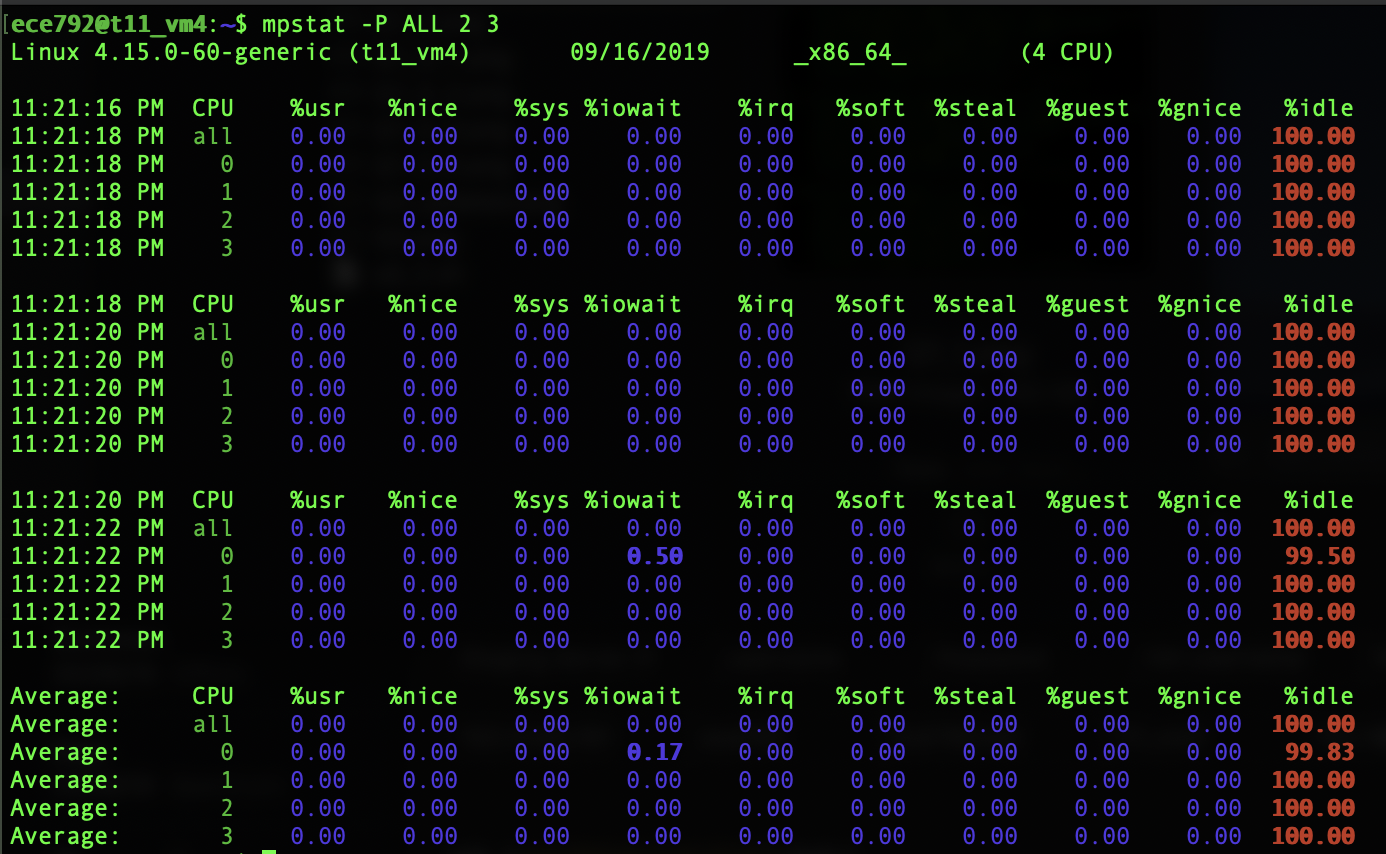 [ece792@t11_vm4:~$ mpstat -P ALL 2 3
Linux 4.15.0-60-generic (t11_vm4) 09/16/2019 _x86_64_ (4 CPU)
11:21:16 PM CPU %usr %nice %sys %iowait %irq %soft %steal %guest %gnice %idle
11:21:18 PM all 0.00 0.00 0.00 0.00 0.00 0.00 0.00 0.00 0.00 100.00
11:21:18 PM 0 0.00 0.00 0.00 0.00 0.00 0.00 0.00 0.00 0.00 100.00
11:21:18 PM 1 0.00 0.00 0.00 0.00 0.00 0.00 0.00 0.00 0.00 100.00
11:21:18 PM 2 0.00 0.00 0.00 0.00 0.00 0.00 0.00 0.00 0.00 100.00
11:21:18 PM 3 0.00 0.00 0.00 0.00 0.00 0.00 0.00 0.00 0.00 100.00
11:21:18 PM CPU %usr %nice %sys %iowait %irq %soft %steal %guest %gnice %idle
11:21:20 PM all 0.00 0.00 0.00 0.00 0.00 0.00 0.00 0.00 0.00 100.00
11:21:20 PM 0 0.00 0.00 0.00 0.00 0.00 0.00 0.00 0.00 0.00 100.00
11:21:20 PM 1 0.00 0.00 0.00 0.00 0.00 0.00 0.00 0.00 0.00 100.00
11:21:20 PM 2 0.00 0.00 0.00 0.00 0.00 0.00 0.00 0.00 0.00 100.00
11:21:20 PM 3 0.00 0.00 0.00 0.00 0.00 0.00 0.00 0.00 0.00 100.00
11:21:20 PM CPU %usr %nice %sys %iowait %irq %soft %steal %guest %gnice %idle
11:21:22 PM all 0.00 0.00 0.00 0.00 0.00 0.00 0.00 0.00 0.00 100.00
11:21:22 PM 0 0.00 0.00 0.00 0.50 0.00 0.00 0.00 0.00 0.00 99.50
11:21:22 PM 1 0.00 0.00 0.00 0.00 0.00 0.00 0.00 0.00 0.00 100.00
11:21:22 PM 2 0.00 0.00 0.00 0.00 0.00 0.00 0.00 0.00 0.00 100.00
11:21:22 PM 3 0.00 0.00 0.00 0.00 0.00 0.00 0.00 0.00 0.00 100.00
Average: CPU %usr %nice %sys %iowait %irq %soft %steal %guest %gnice %idle
Average: all 0.00 0.00 0.00 0.00 0.00 0.00 0.00 0.00 0.00 100.00
Average: 0 0.00 0.00 0.00 0.17 0.00 0.00 0.00 0.00 0.00 99.83
Average: 1 0.00 0.00 0.00 0.00 0.00 0.00 0.00 0.00 0.00 100.00
Average: 2 0.00 0.00 0.00 0.00 0.00 0.00 0.00 0.00 0.00 100.00
Average: 3 0.00 0.00 0.00 0.00 0.00 0.00 0.00 0.00 0.00 100.00